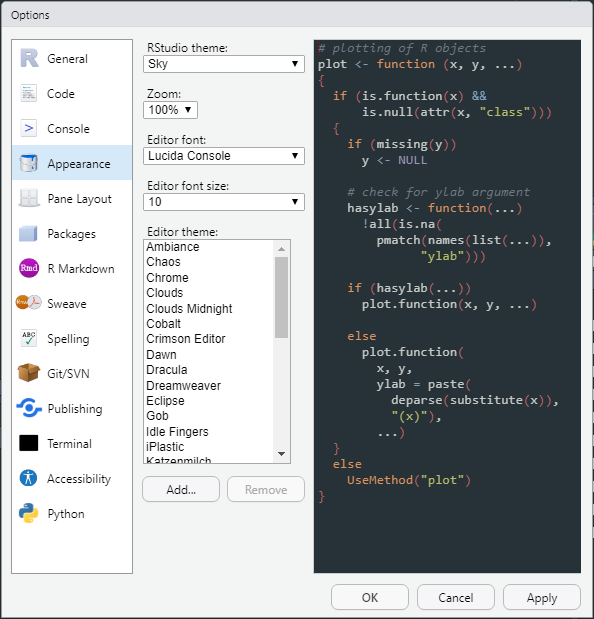 Options
General
Code
Console
Appearance
Pane Layout
Packages
Rmd
R Markdown
Sweave
ABC
Spelling
Git/SVN
Publishing
Terminal
Accessibility
Python
RStudio theme:
Sky
Zoom:
100%
Editor font:
Lucida Console
Editor font size:
10
Editor theme:
Ambiance
Chaos
Chrome
Clouds
Clouds Midnight
Cobalt
Crimson Editor
Dawn
Dracula
Dreamweaver
Eclipse
Gob
Idle Fingers
iPlastic
Katzenmilch
Add...
Remove
# plotting of R objects
plot <- function (x, y, ...)
{
  if (is.function(x) &&
      is.null(attr(x, "class")))
  {
    if (missing(y))
      y <- NULL

    # check for ylab argument
    hasylab <- function(...)
      !all(is.na(
        pmatch(names(list(...)),
              "ylab")))

    if (hasylab(...))
      plot.function(x, y, ...)

    else
      plot.function(
        x, y,
        ylab = paste(
          deparse(substitute(x)),
          "(x)"),
        ...)
  }
  else
    UseMethod("plot")
}
OK
Cancel
Apply